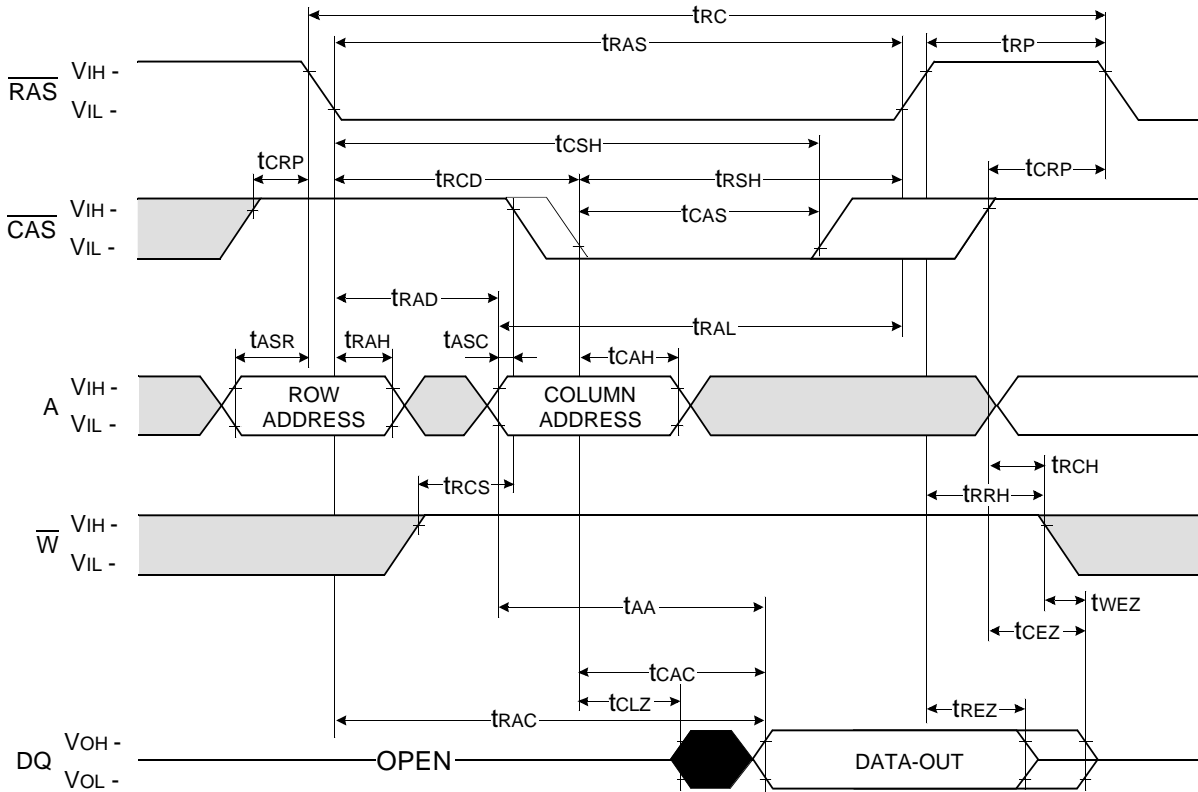 tRC
tRAS
tRP
RAS
VIH -
VIL -
tCSH
tCRP
tRCD
tRSH
tCRP
CAS
VIH -
VIL -
tCAS
tRAD
tRAL
tASR
tRAH
tASC
tCAH
A
VIH -
VIL -
ROW
ADDRESS
COLUMN
ADDRESS
tRCH
tRCS
tRRH
W
VIH -
VIL -
tAA
tWEZ
tCEZ
tCAC
tCLZ
tRAC
tREZ
DQ
VOH -
VOL -
OPEN
DATA-OUT